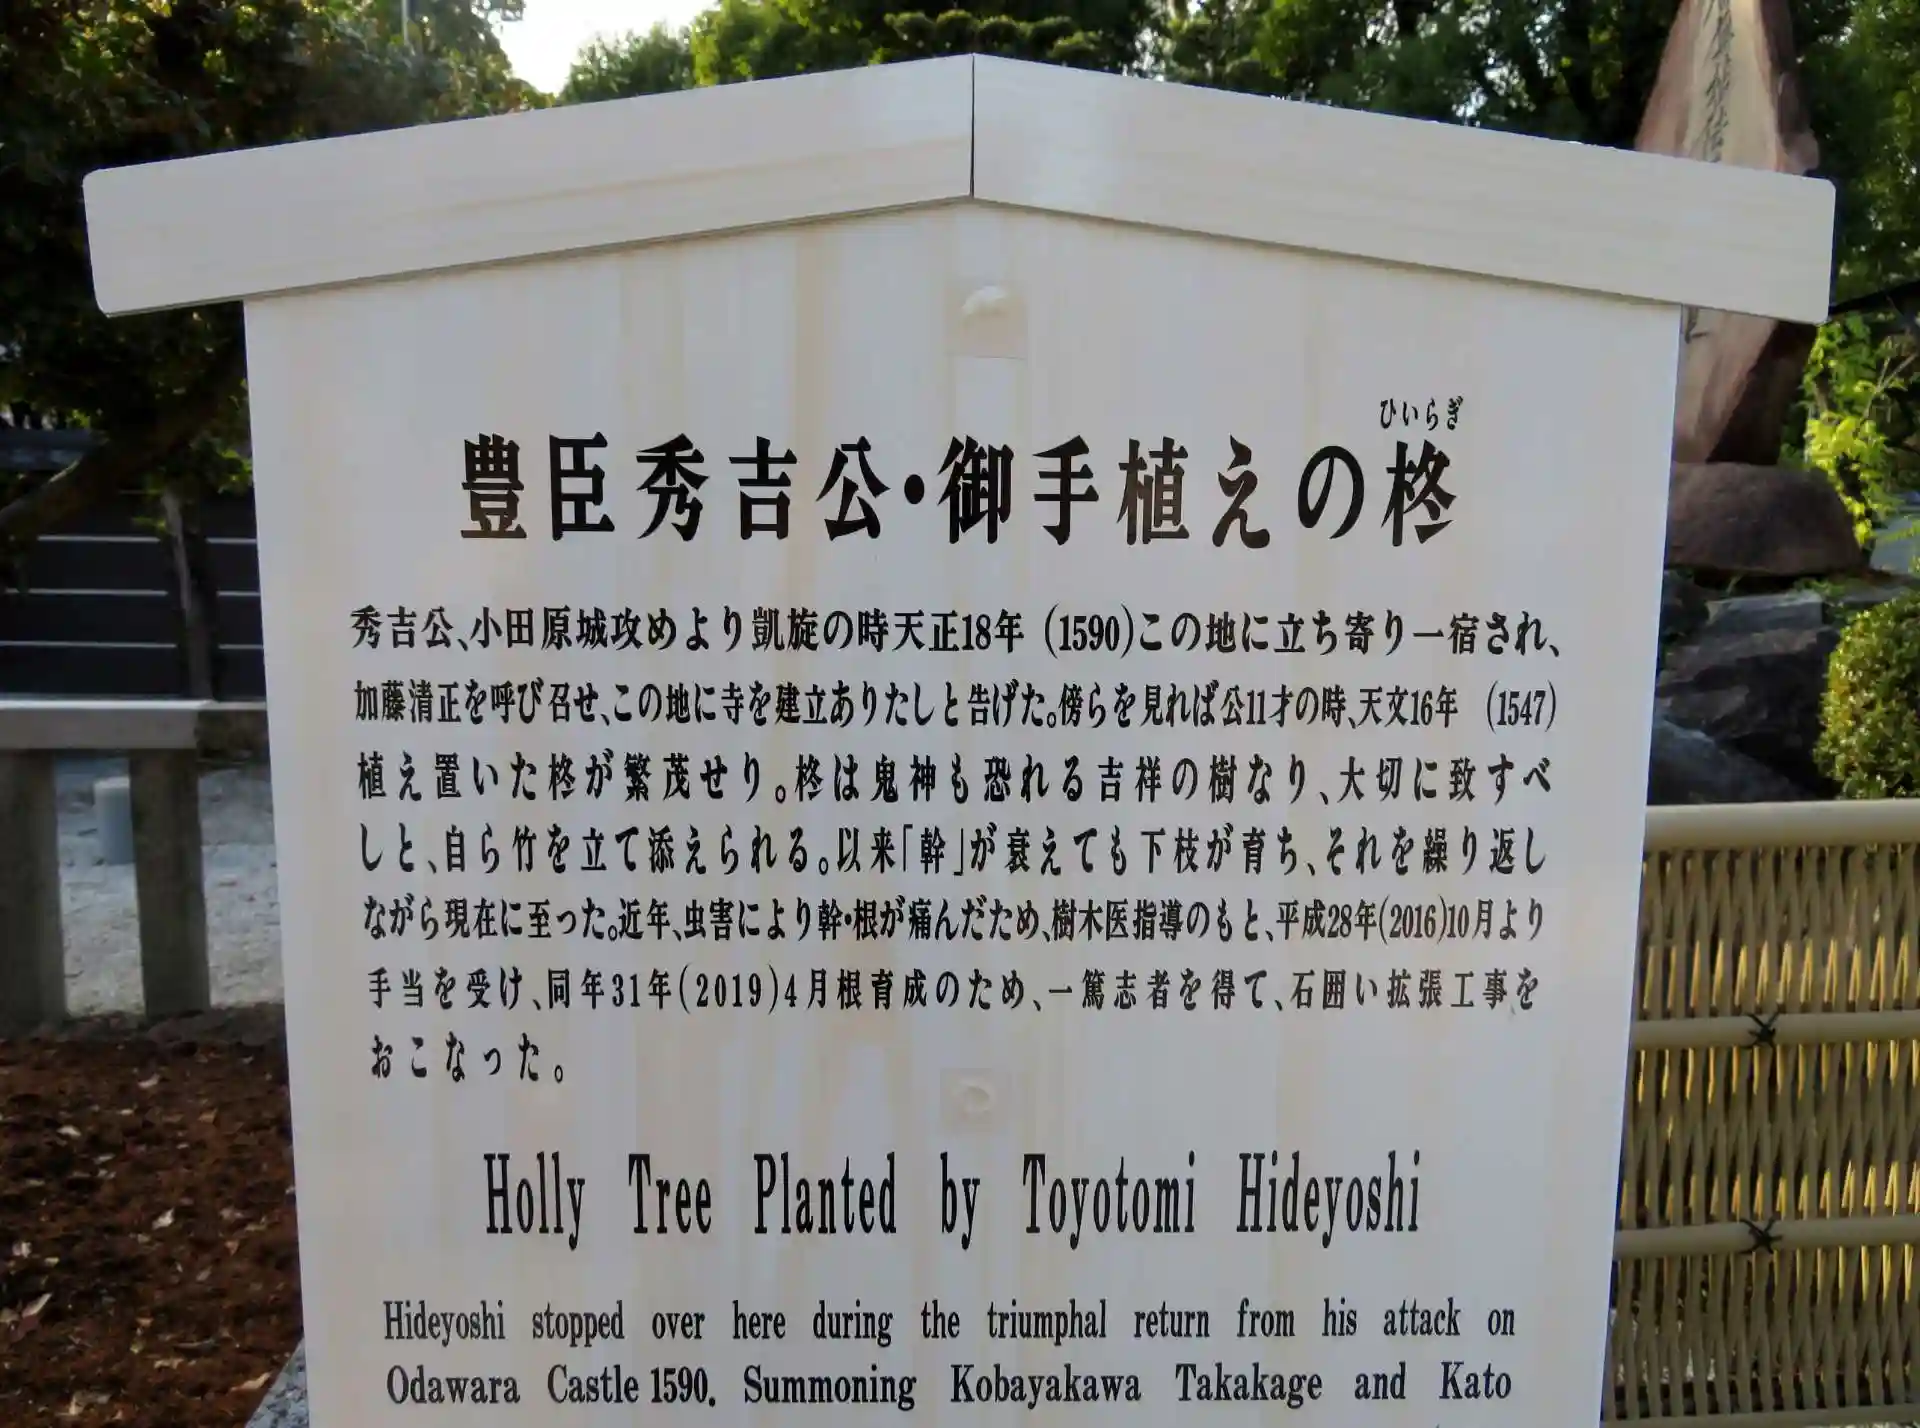 ひいらぎ
豊臣秀吉公・御手植えの柊
秀吉公、小田原城攻めより凱旋の時天正18年 (1590)この地に立ち寄り一宿され、
加藤清正を呼び召せ、この地に寺を建立ありたしと告げた。傍らを見れば公11才の時、天文16年 (1547)
植え置いた柊が繁茂せり。柊は鬼神も恐れる吉祥の樹なり、大切に致すべ
しと、自ら竹を立て添えられる。以来「幹」が衰えても下枝が育ち、それを繰り返し
ながら現在に至った。近年、虫害により幹・根が痛んだため、樹木医指導のもと、平成28年(2016)10月より
手当を受け、同年31年(2019)4月根育成のため、一篤志者を得て、石囲い拡張工事を
おこなった。
Holly Tree Planted by Toyotomi Hideyoshi
Hideyoshi stopped over here during the triumphal return from his attack on
Odawara Castle 1590. Summoning Kobayakawa Takakage and Kato